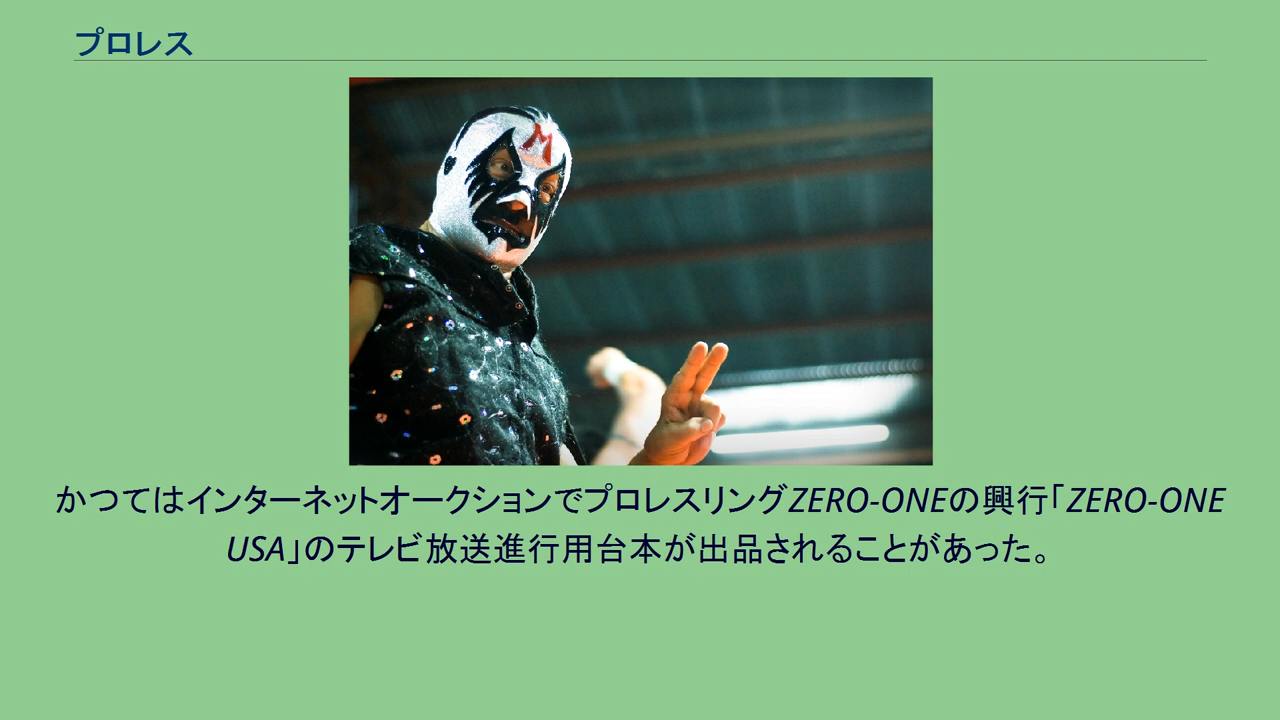 プロレス
M
かつてはインターネットオークションでプロレスリングZERO-ONEの興行「ZERO-ONE
USA」のテレビ放送進行用台本が出品されることがあった。